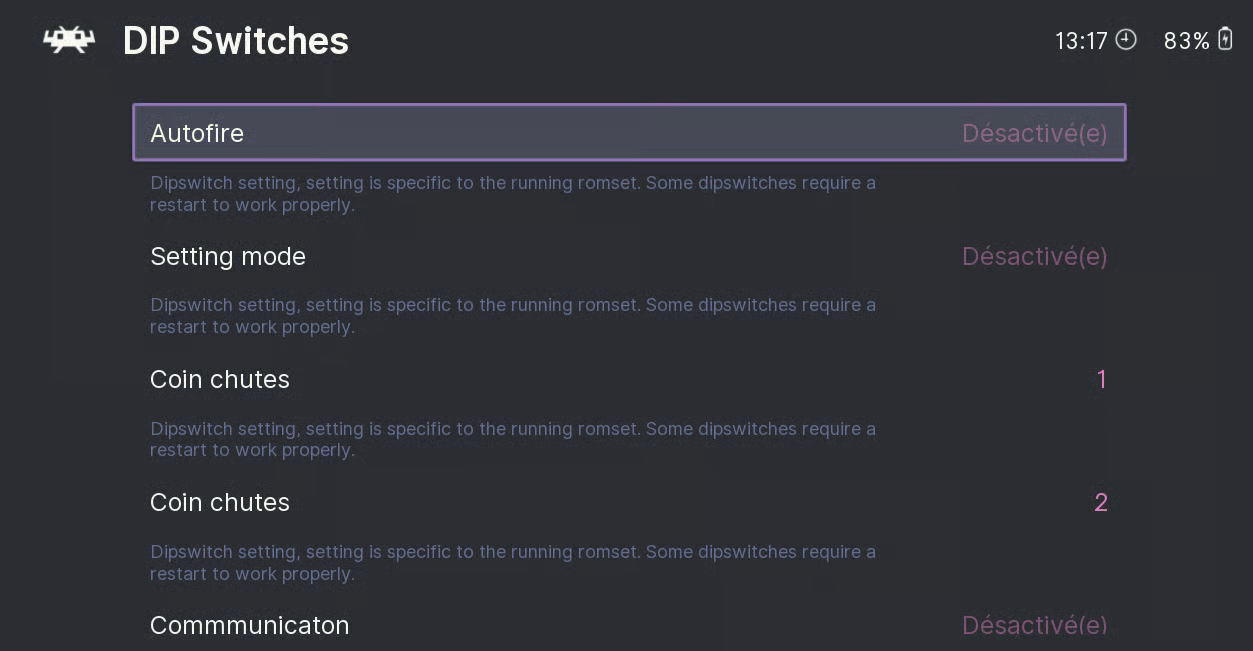 DIP Switches
13:17 83%
Autofire Désactivé(e)
Dipswitch setting, setting is specific to the running romset. Some dipswitches require a
restart to work properly.
Setting mode Désactivé(e)
Dipswitch setting, setting is specific to the running romset. Some dipswitches require a
restart to work properly.
Coin chutes 1
Dipswitch setting, setting is specific to the running romset. Some dipswitches require a
restart to work properly.
Coin chutes 2
Dipswitch setting, setting is specific to the running romset. Some dipswitches require a
restart to work properly.
Commmunicaton Désactivé(e)